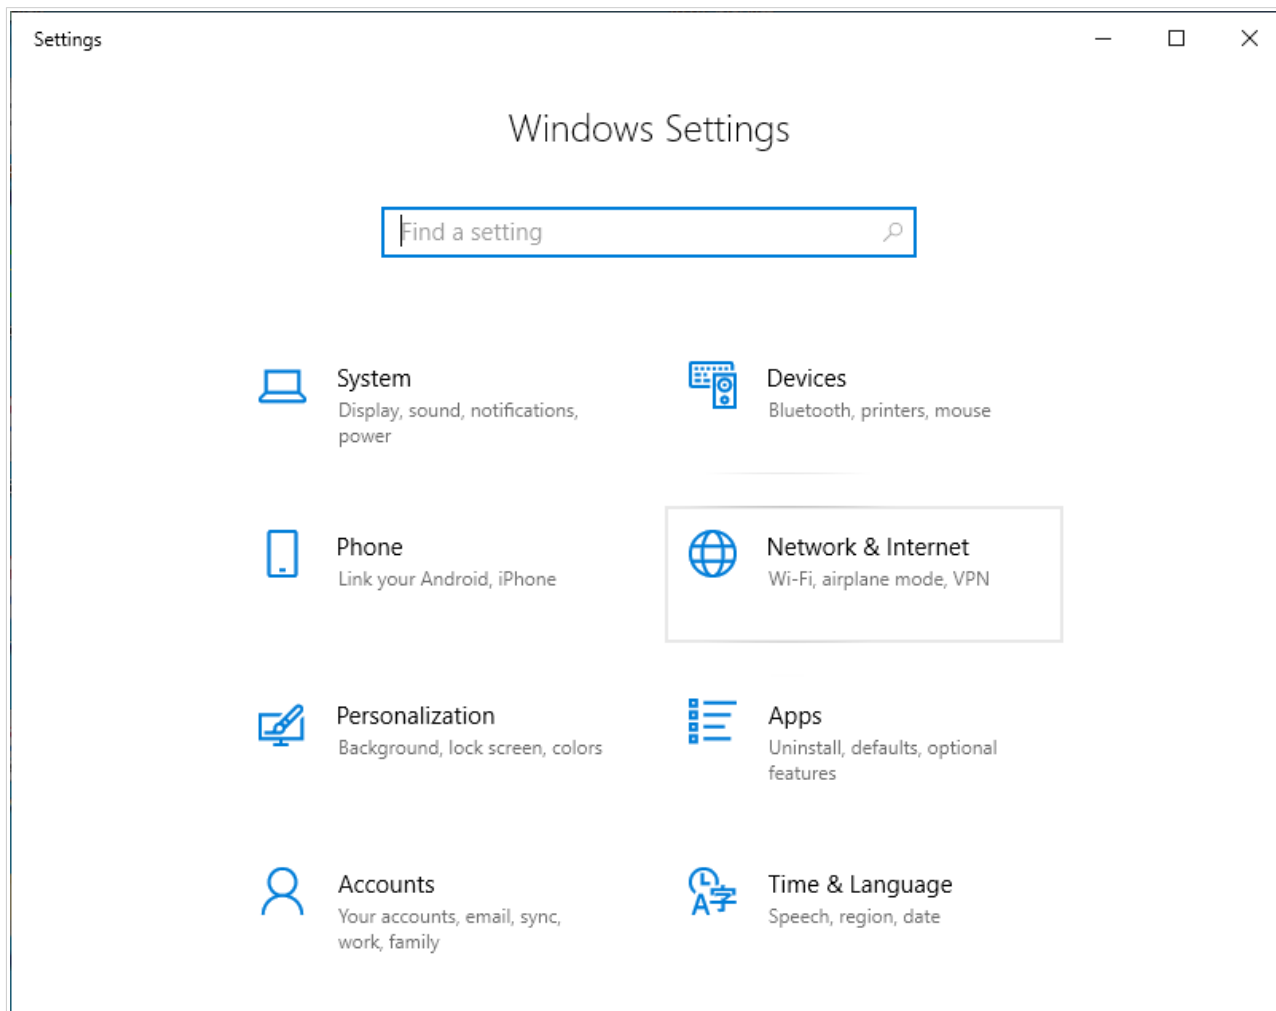 Settings
Windows Settings
Find a setting
System
Display, sound, notifications,
power
Devices
Bluetooth, printers, mouse
Phone
Link your Android, iPhone
Network & Internet
Wi-Fi, airplane mode, VPN
Personalization
Background, lock screen, colors
Apps
Uninstall, defaults, optional
features
Accounts
Your accounts, email, sync,
work, family
Time & Language
Speech, region, date